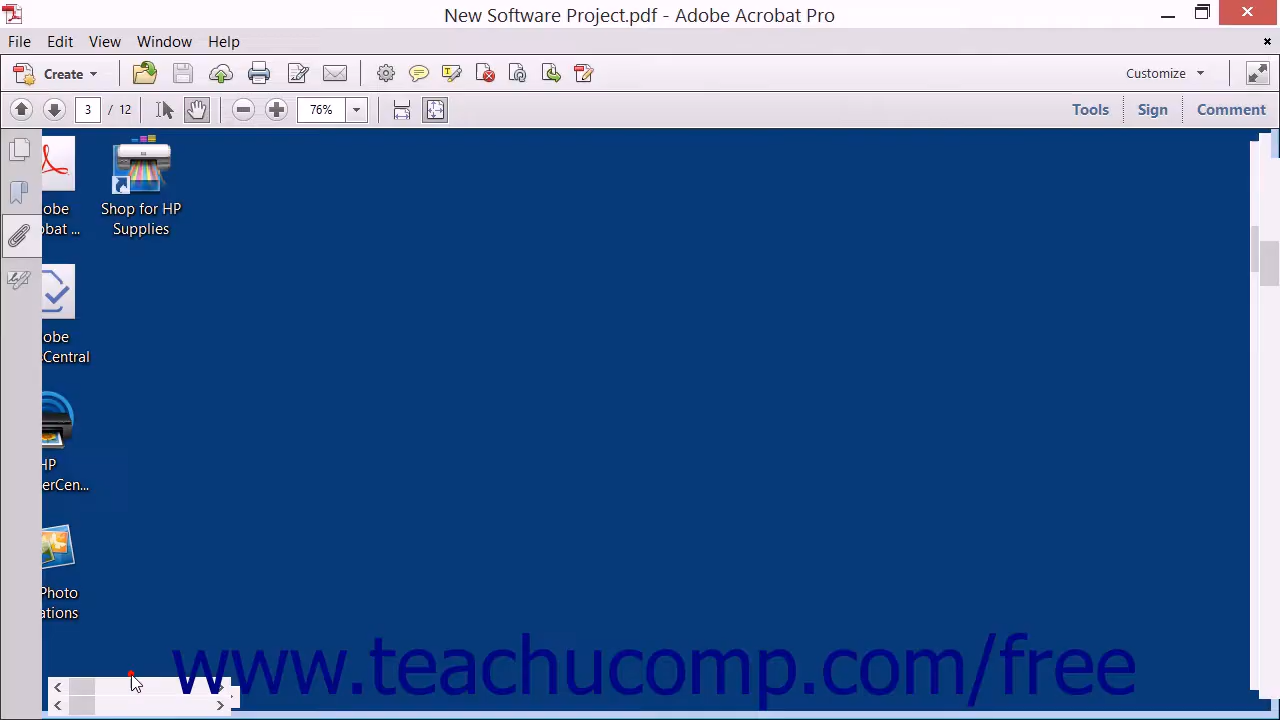 New Software Project.pdf - Adobe Acrobat Pro
File Edit View Window Help
Create
Customize
3 / 12
76%
Tools Sign Comment
obe
bat ...
Shop for HP
Supplies
obe
Central
HP
erCen...
Photo
ations
www.teachucomp.com/free